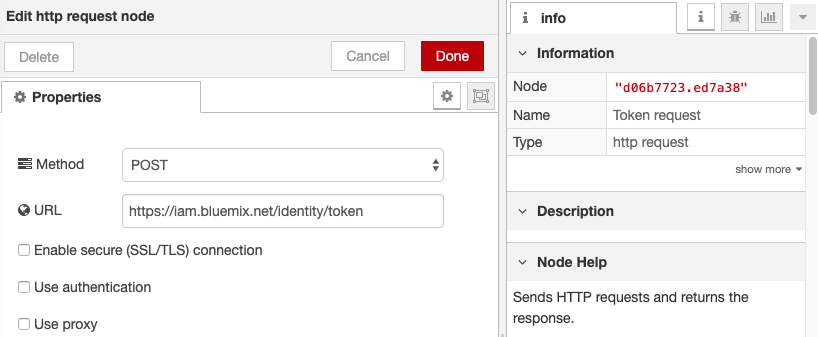 Edit http request node
Delete
Cancel
Done
Properties
Method
POST
URL
https://iam.bluemix.net/identity/token
Enable secure (SSL/TLS) connection
Use authentication
Use proxy
info
Information
Node "d06b7723.ed7a38"
Name Token request
Type http request
show more
Description
Node Help
Sends HTTP requests and returns the
response.